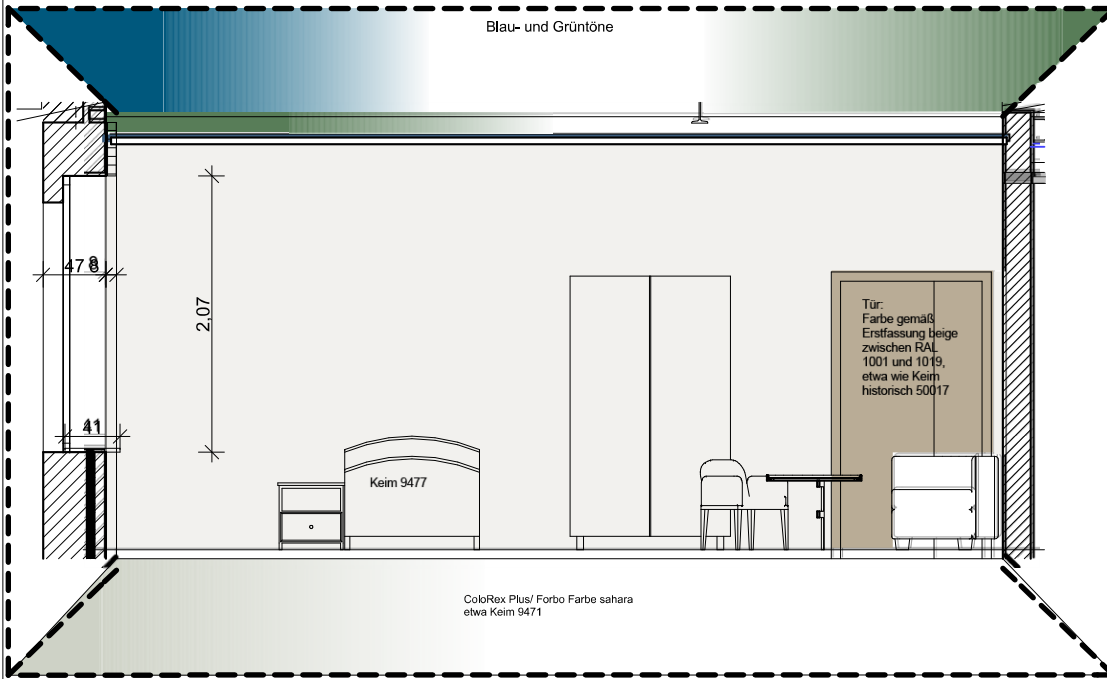 Blau- und Grüntöne
47
8
2,07
41
Tür:
Farbe gemäß
Erstfassung beige
zwischen RAL
1001 und 1019,
etwa wie Keim
historisch 50017
Keim 9477
ColoRex Plus/ Forbo Farbe sahara
etwa Keim 9471